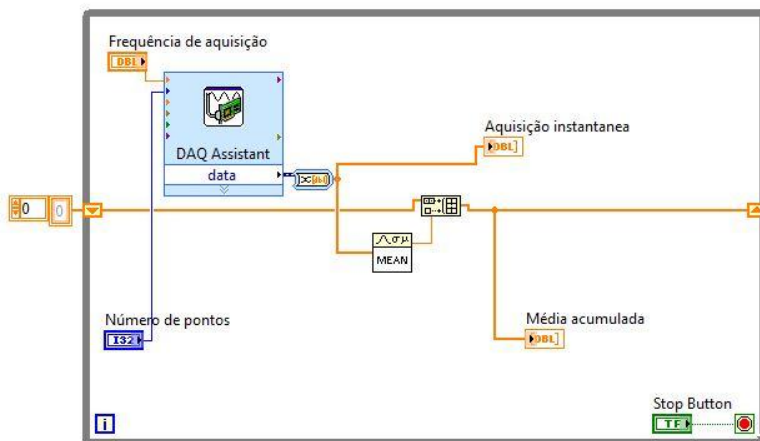 Frequência de aquisição
DBL
DAQ Assistant
data
Aquisição instantanea
DBL]
0
0
MEAN
Número de pontos
I32
Média acumulada
DBL]
Stop Button
TF
i